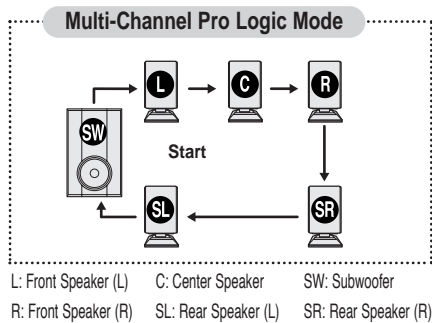 Multi-Channel Pro Logic Mode
L C R
SW
Start
SL SR
L: Front Speaker (L) C: Center Speaker SW: Subwoofer
R: Front Speaker (R) SL: Rear Speaker (L) SR: Rear Speaker (R)